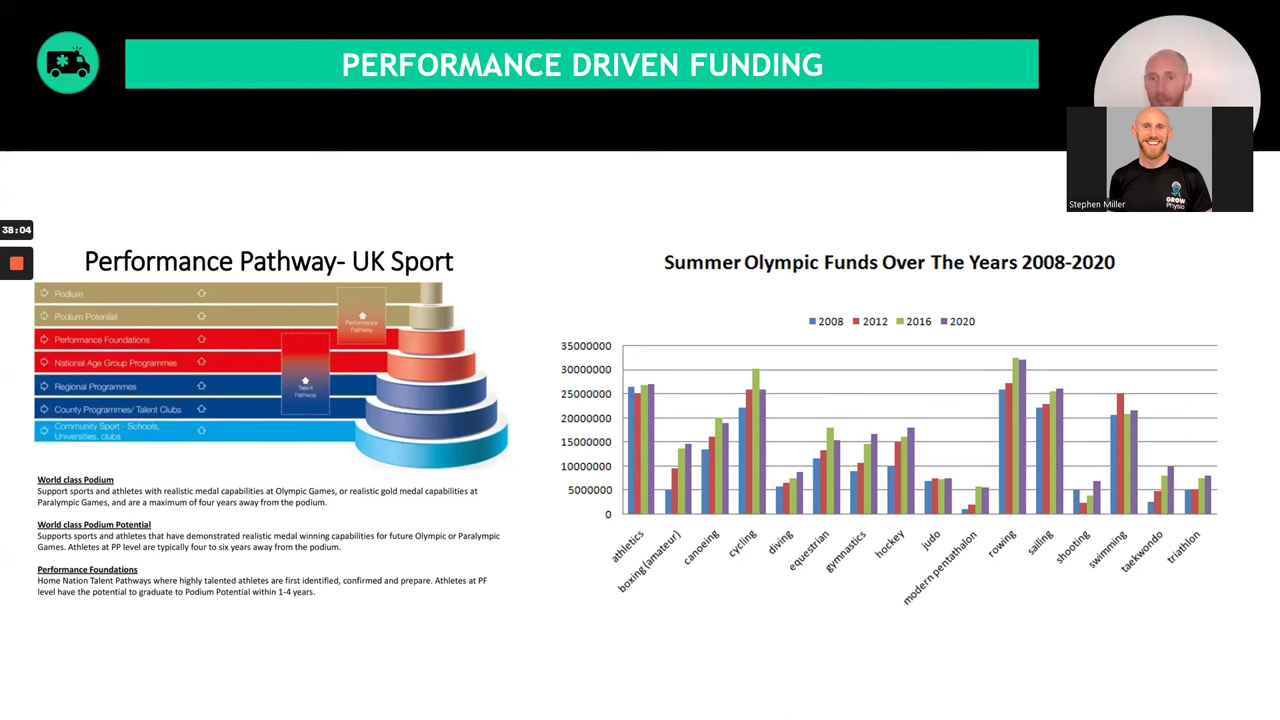 PERFORMANCE DRIVEN FUNDING
GROW
Physio
Stephen Miller
38:04
Performance Pathway- UK Sport
Podium
Podium Potential
Performance Foundations
National Age Group Programmes
Regional Programmes
County Programmes/ Talent Clubs
Community Sport - Schools,
Universities, clubs
Performance
Pathway
Talent
Pathway
World class Podium
Support sports and athletes with realistic medal capabilities at Olympic Games, or realistic gold medal capabilities at
Paralympic Games, and are a maximum of four years away from the podium.
World class Podium Potential
Supports sports and athletes that have demonstrated realistic medal winning capabilities for future Olympic or Paralympic
Games. Athletes at PP level are typically four to six years away from the podium.
Performance Foundations
Home Nation Talent Pathways where highly talented athletes are first identified, confirmed and prepare. Athletes at PF
level have the potential to graduate to Podium Potential within 1-4 years.
Summer Olympic Funds Over The Years 2008-2020
2008 2012 2016 2020
35000000
30000000
25000000
20000000
15000000
10000000
5000000
0
athletics
boxing (amateur)
canoeing
cycling
diving
equestrian
gymnastics
hockey
judo
modern pentathalon
rowing
sailing
shooting
swimming
taekwondo
triathlon